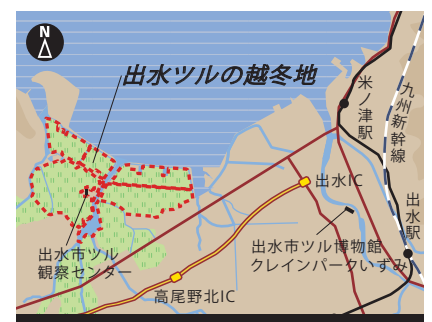 N
出水ツルの越冬地
米ノ津駅
九州新幹線
出水IC
出水駅
出水市ツル
観察センター
出水市ツル博物館
クレインパークいずみ
高尾野北IC